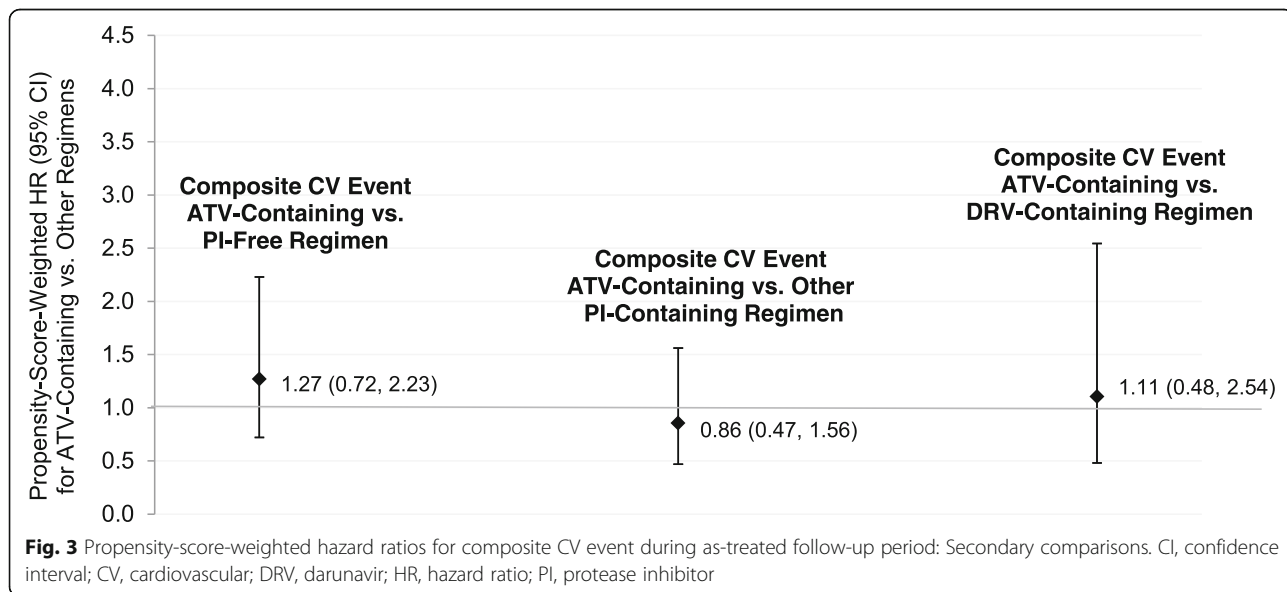 Propensity-Score-Weighted HR (95% CI)
for ATV-Containing vs. Other Regimens
4.5
4.0
3.5
3.0
2.5
2.0
1.5
1.0
0.5
0.0
Composite CV Event
ATV-Containing vs.
PI-Free Regimen
1.27 (0.72, 2.23)
Composite CV Event
ATV-Containing vs. Other
PI-Containing Regimen
0.86 (0.47, 1.56)
Composite CV Event
ATV-Containing vs.
DRV-Containing Regimen
1.11 (0.48, 2.54)
Fig. 3 Propensity-score-weighted hazard ratios for composite CV event during as-treated follow-up period: Secondary comparisons. CI, confidence
interval; CV, cardiovascular; DRV, darunavir; HR, hazard ratio; PI, protease inhibitor